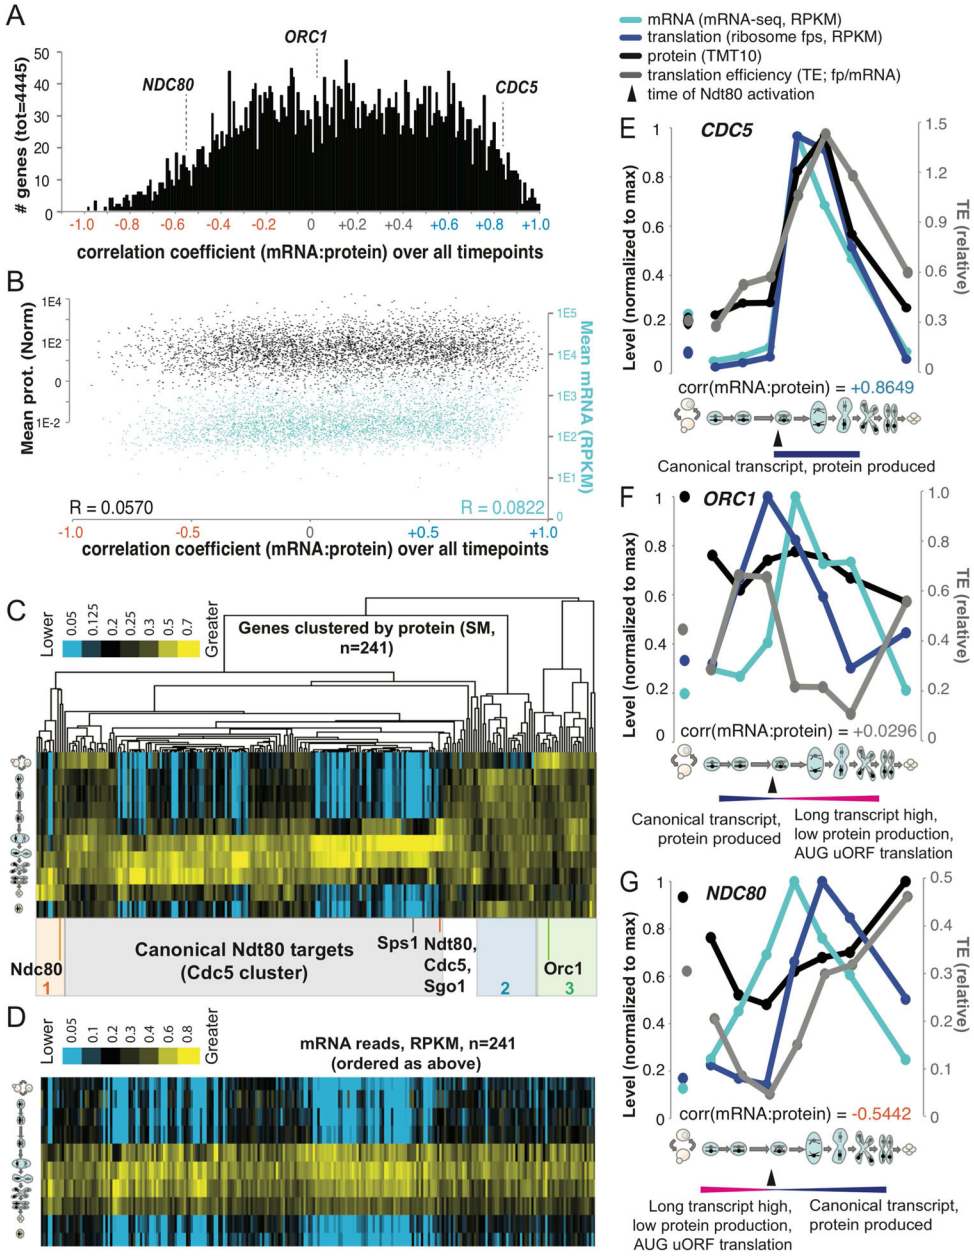 A
# genes (tot=4445)
50
40
30
20
10
0
NDC80
ORC1
CDC5
-1.0 -0.8 -0.6 -0.4 -0.2 0 +0.2 +0.4 +0.6 +0.8 +1.0
correlation coefficient (mRNA:protein) over all timepoints
B
Mean prot. (Norm)
1E4
1E2
0
1E-2
Mean mRNA (RPKM)
1E5
1E4
1E3
1E2
1E1
0
R = 0.0570
R = 0.0822
-1.0 -0.5 0 +0.5 +1.0
correlation coefficient (mRNA:protein) over all timepoints
C
Lower
0.05 0.125 0.2 0.25 0.3 0.5 0.7
Greater
Genes clustered by protein (SM,
n=241)
Ndc80
1
Canonical Ndt80 targets
(Cdc5 cluster)
Sps1
Ndt80,
Cdc5,
Sgo1
2
Orc1
3
D
Lower
0.05 0.1 0.2 0.3 0.4 0.6 0.8
Greater
mRNA reads, RPKM, n=241
(ordered as above)
mRNA (mRNA-seq, RPKM)
translation (ribosome fps, RPKM)
protein (TMT10)
translation efficiency (TE; fp/mRNA)
time of Ndt80 activation
E
CDC5
Level (normalized to max)
1
0.8
0.6
0.4
0.2
0
TE (relative)
1.5
1.2
0.9
0.6
0.3
0
corr(mRNA:protein) = +0.8649
Canonical transcript, protein produced
F
ORC1
Level (normalized to max)
1
0.8
0.6
0.4
0.2
0
TE (relative)
1.0
0.8
0.6
0.4
0.2
0
corr(mRNA:protein) = +0.0296
Canonical transcript,
protein produced
Long transcript high,
low protein production,
AUG uORF translation
G
NDC80
Level (normalized to max)
1
0.8
0.6
0.4
0.2
0
TE (relative)
0.5
0.4
0.3
0.2
0.1
0
corr(mRNA:protein) = -0.5442
Long transcript high,
low protein production,
AUG uORF translation
Canonical transcript,
protein produced